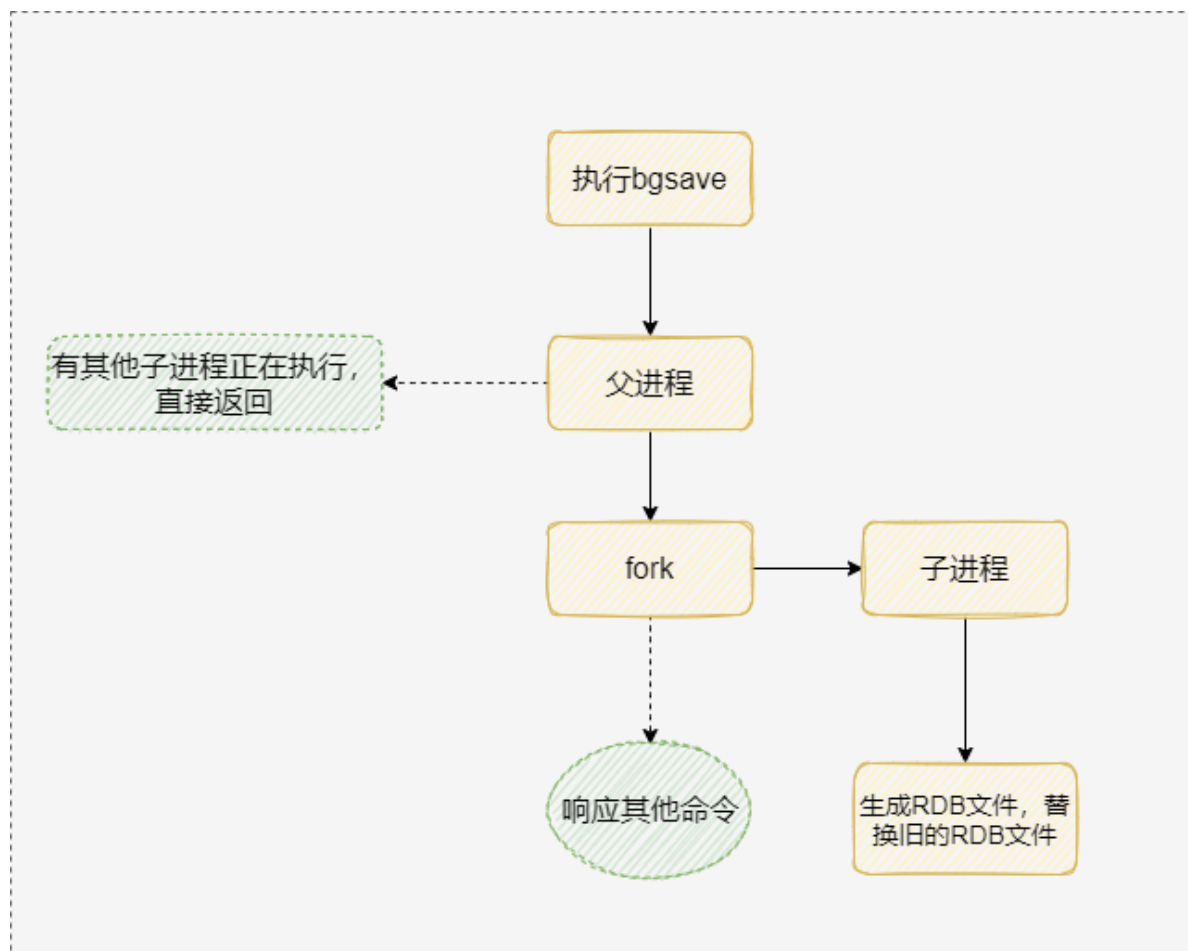 执行bgsave
有其他子进程正在执行，
直接返回
父进程
fork
子进程
响应其他命令
生成RDB文件，替
换旧的RDB文件